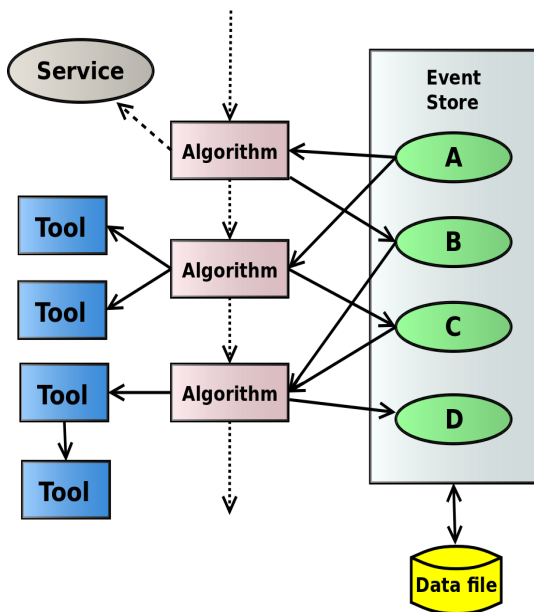 Service
Event
Store
Algorithm
A
Tool
B
Algorithm
Tool
C
Algorithm
Tool
D
Tool
Data file